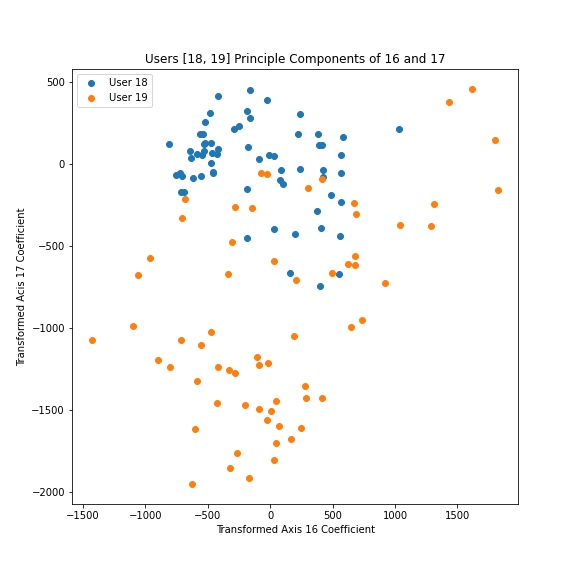 Users [18, 19] Principle Components of 16 and 17
User 18
User 19
Transformed Acis 17 Coefficient
500
0
−500
−1000
−1500
−2000
−1500
−1000
−500
0
500
1000
1500
Transformed Axis 16 Coefficient